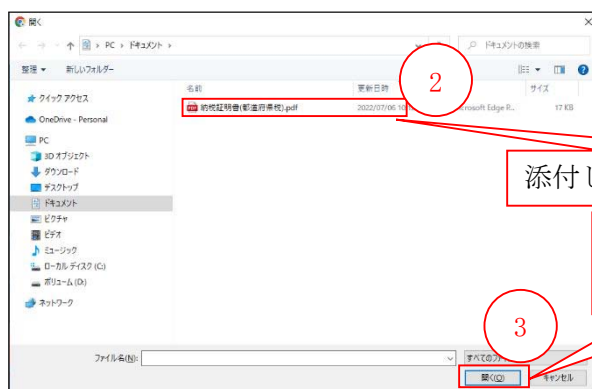 開く
PC › ドキュメント ›
ドキュメントの検索
整理 新しいフォルダー
名前 更新日時 サイズ
クイック アクセス
納税証明書(都道府県税).pdf 2022/07/06 10 rosoft Edge P... 17 KB
OneDrive - Personal
PC
3D オブジェクト
ダウンロード
デスクトップ
ドキュメント
ピクチャ
ビデオ
ミュージック
ローカル ディスク (C:)
ボリューム (D:)
ネットワーク
2
添付し
3
ファイル名(N):
すべてのファ
開く(O) キャンセル